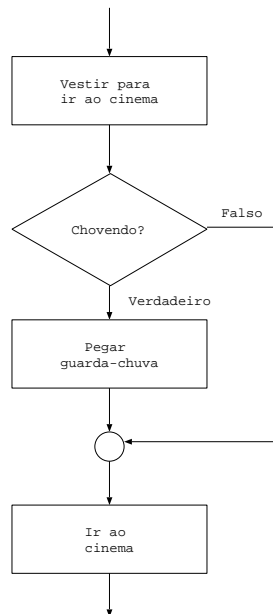 Vestir para
ir ao cinema
Chovendo?
Falso
Verdadeiro
Pegar
guarda-chuva
Ir ao
cinema